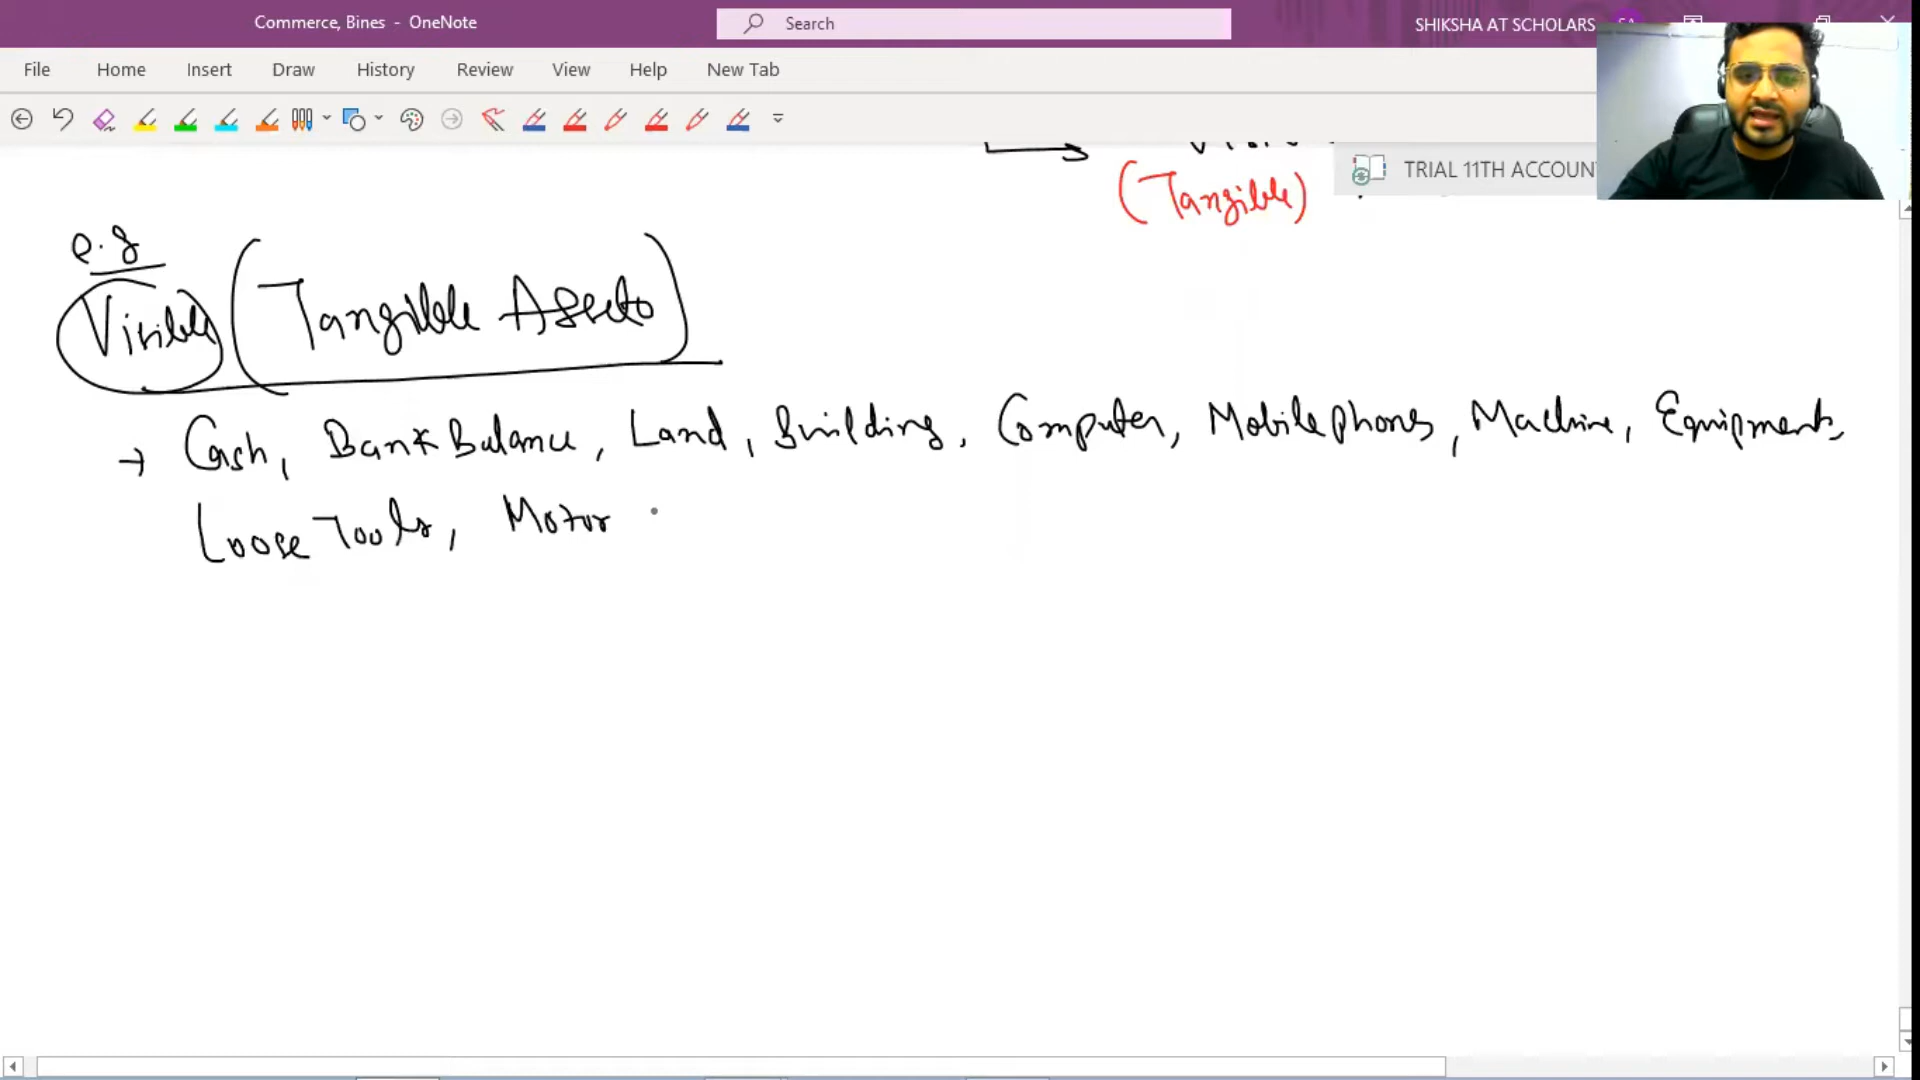 Commerce, Bines - OneNote
Search
SHIKSHA AT SCHOLARS
File Home Insert Draw History Review View Help New Tab
TRIAL 11TH ACCOUN
(Tangible)
e.g
Visible (Tangible Assets)
→ Cash, Bank Balance, Land, Building, Computer, Mobile phones, Machine, Equipments,
Loose Tools, Motor